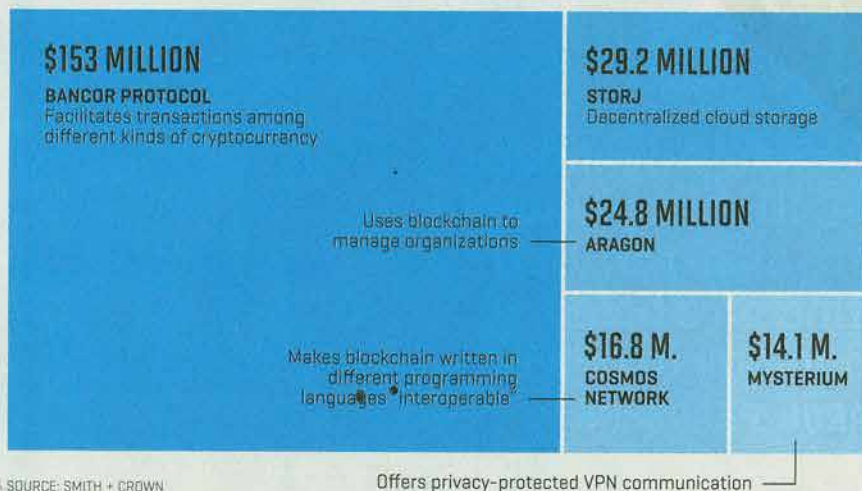 $153 MILLION
BANCOR PROTOCOL
Facilitates transactions among
different kinds of cryptocurrency
$29.2 MILLION
STORJ
Decentralized cloud storage
Uses blockchain to
manage organizations
$24.8 MILLION
ARAGON
Makes blockchain written in
different programming
languages "interoperable"
$16.8 M.
COSMOS
NETWORK
$14.1 M.
MYSTERIUM
SOURCE: SMITH + CROWN
Offers privacy-protected VPN communication